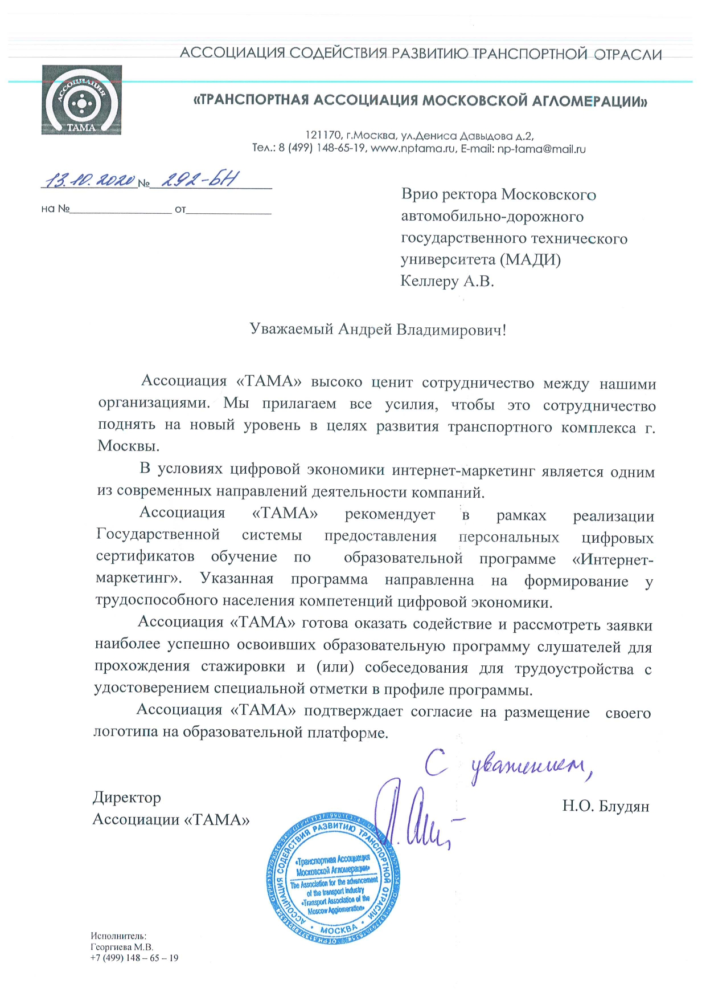 АССОЦИАЦИЯ СОДЕЙСТВИЯ РАЗВИТИЮ ТРАНСПОРТНОЙ ОТРАСЛИ
АССОЦИАЦИЯ
ТАМА
«ТРАНСПОРТНАЯ АССОЦИАЦИЯ МОСКОВСКОЙ АГЛОМЕРАЦИИ»
121170, г.Москва, ул.Дениса Давыдова д.2,
Тел.: 8 (499) 148-65-19, www.nptama.ru, E-mail: np-tama@mail.ru
13.10.2020 № 292-БН
на №________________ от______________
Врио ректора Московского
автомобильно-дорожного
государственного технического
университета (МАДИ)
Келлеру А.В.
Уважаемый Андрей Владимирович!
Ассоциация «ТАМА» высоко ценит сотрудничество между нашими
организациями. Мы прилагаем все усилия, чтобы это сотрудничество
поднять на новый уровень в целях развития транспортного комплекса г.
Москвы.
В условиях цифровой экономики интернет-маркетинг является одним
из современных направлений деятельности компаний.
Ассоциация «ТАМА» рекомендует в рамках реализации
Государственной системы предоставления персональных цифровых
сертификатов обучение по образовательной программе «Интернет-
маркетинг». Указанная программа направленна на формирование у
трудоспособного населения компетенций цифровой экономики.
Ассоциация «ТАМА» готова оказать содействие и рассмотреть заявки
наиболее успешно освоивших образовательную программу слушателей для
прохождения стажировки и (или) собеседования для трудоустройства с
удостоверением специальной отметки в профиле программы.
Ассоциация «ТАМА» подтверждает согласие на размещение своего
логотипа на образовательной платформе.
С уважением,
Директор
Ассоциации «ТАМА»
Н.О. Блудян
АССОЦИАЦИЯ СОДЕЙСТВИЯ РАЗВИТИЮ ТРАНСПОРТНОЙ ОТРАСЛИ
«Транспортная Ассоциация
Московской Агломерации»
The Association for the advancement
of the transport industry
«Transport Association of the
Moscow Agglomeration»
• МОСКВА •
Исполнитель:
Георгиева М.В.
+7 (499) 148 – 65 – 19